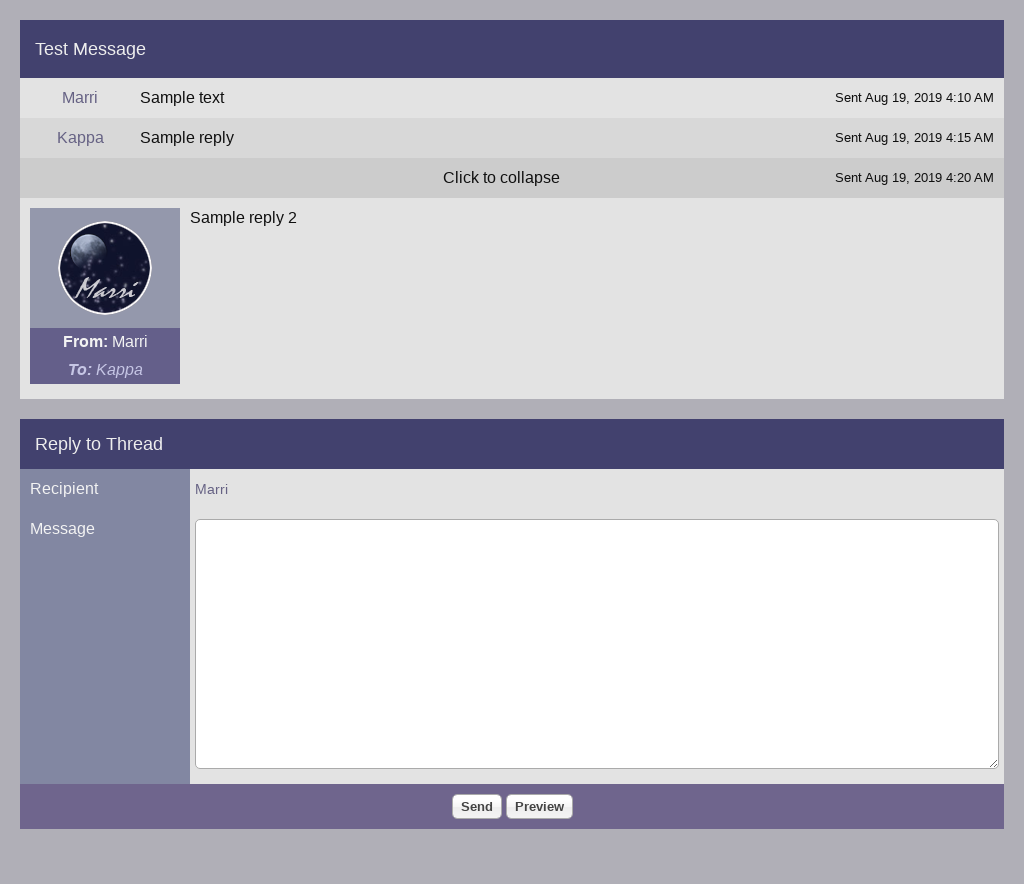 Test Message
Marri Sample text Sent Aug 19, 2019 4:10 AM
Kappa Sample reply Sent Aug 19, 2019 4:15 AM
Click to collapse Sent Aug 19, 2019 4:20 AM
Sample reply 2
Marri
From: Marri
To: Kappa
Reply to Thread
Recipient Marri
Message
Send Preview